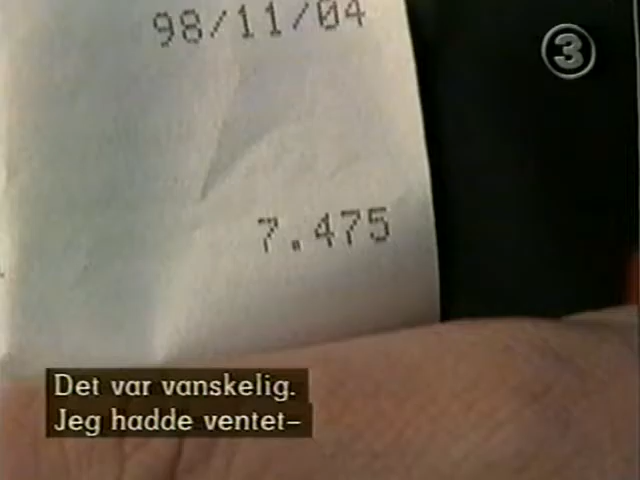 98/11/04
3
7.475
Det var vanskelig.
Jeg hadde ventet–